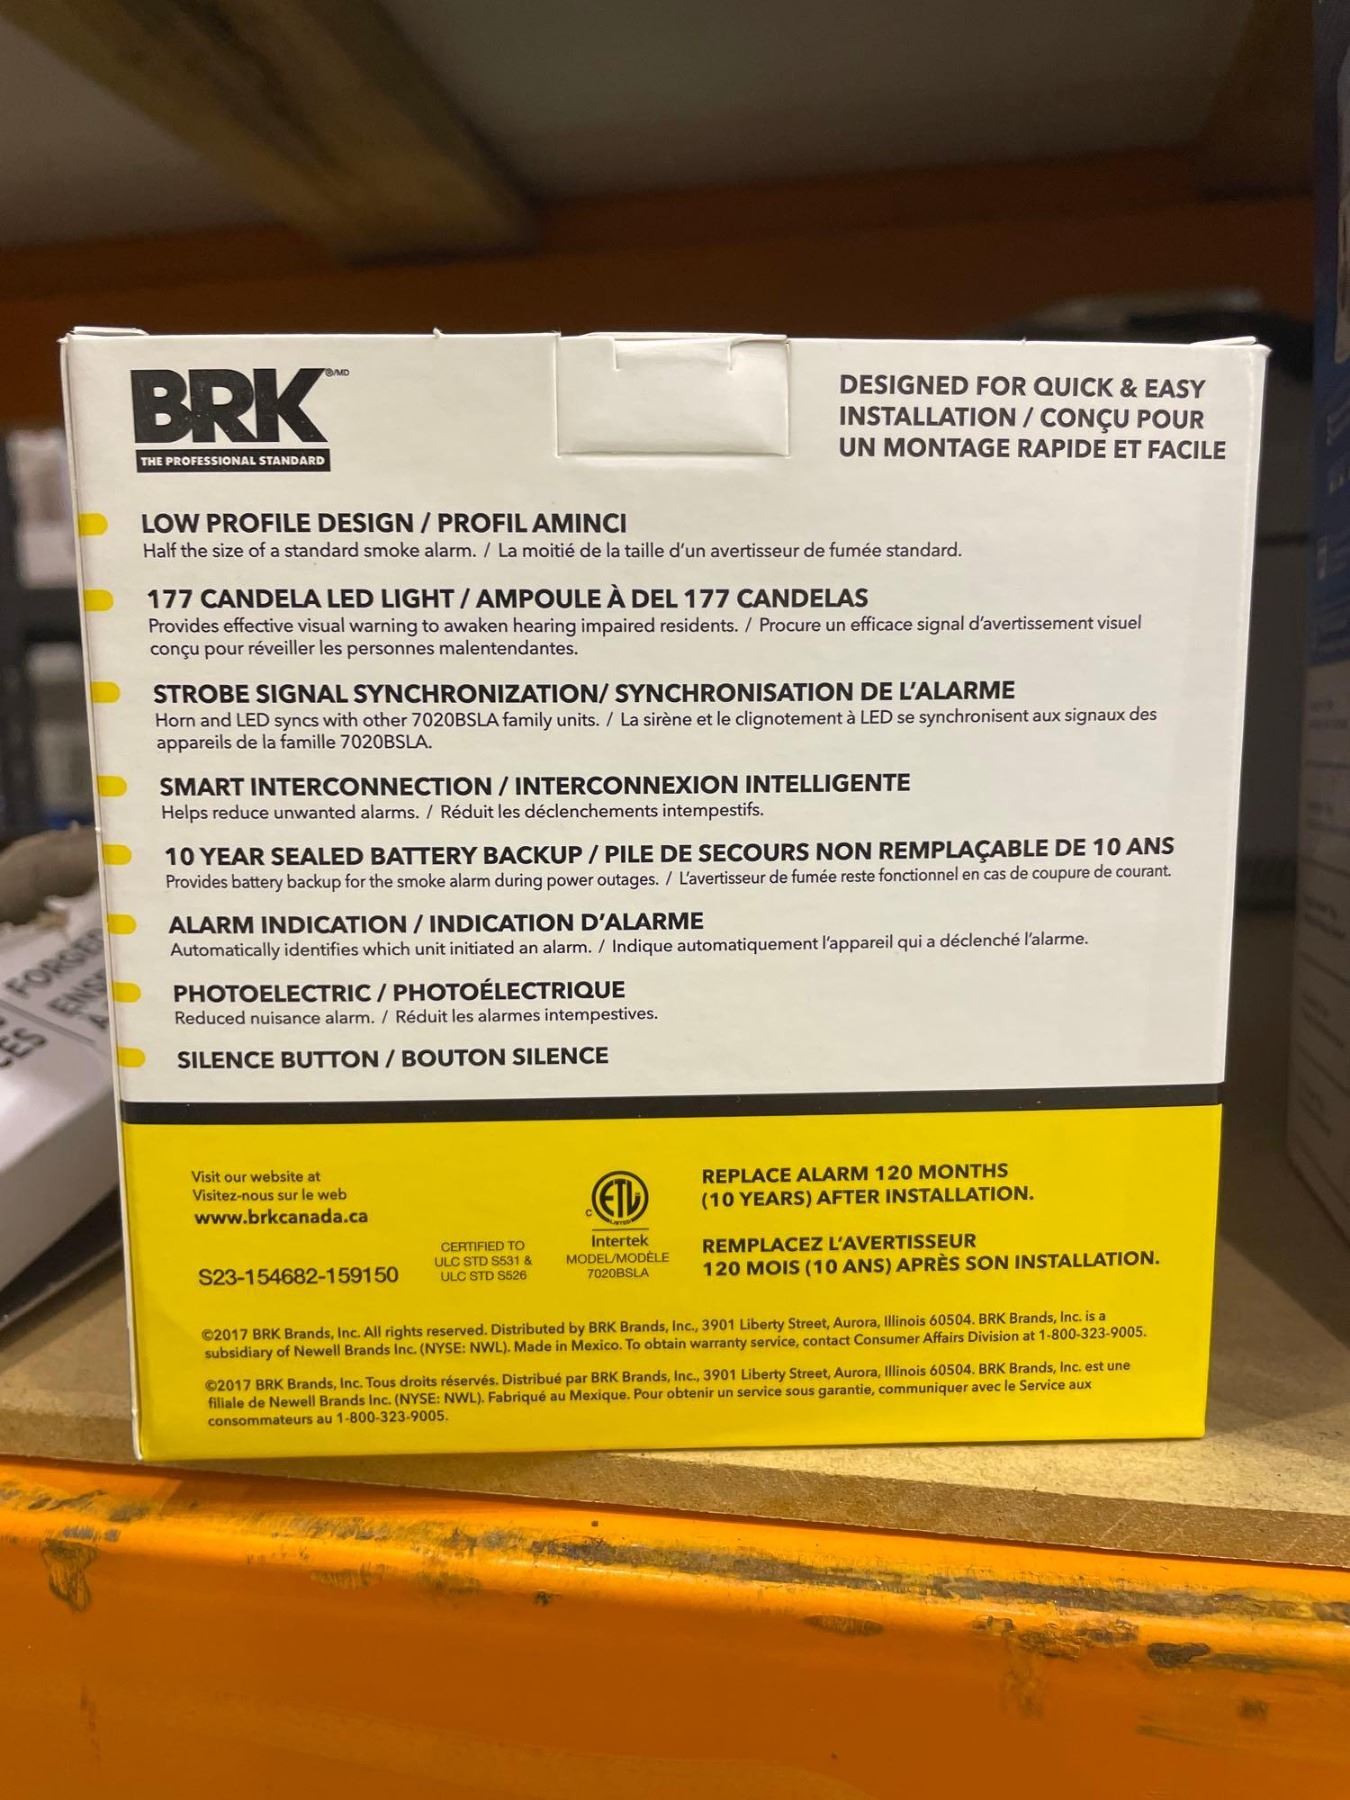 BRK®/MD
THE PROFESSIONAL STANDARD
DESIGNED FOR QUICK & EASY
INSTALLATION / CONÇU POUR
UN MONTAGE RAPIDE ET FACILE
LOW PROFILE DESIGN / PROFIL AMINCI
Half the size of a standard smoke alarm. / La moitié de la taille d'un avertisseur de fumée standard.
177 CANDELA LED LIGHT / AMPOULE À DEL 177 CANDELAS
Provides effective visual warning to awaken hearing impaired residents. / Procure un efficace signal d'avertissement visuel
conçu pour réveiller les personnes malentendantes.
STROBE SIGNAL SYNCHRONIZATION/ SYNCHRONISATION DE L'ALARME
Horn and LED syncs with other 7020BSLA family units. / La sirène et le clignotement à LED se synchronisent aux signaux des
appareils de la famille 7020BSLA.
SMART INTERCONNECTION / INTERCONNEXION INTELLIGENTE
Helps reduce unwanted alarms. / Réduit les déclenchements intempestifs.
10 YEAR SEALED BATTERY BACKUP / PILE DE SECOURS NON REMPLAÇABLE DE 10 ANS
Provides battery backup for the smoke alarm during power outages. / L'avertisseur de fumée reste fonctionnel en cas de coupure de courant.
ALARM INDICATION / INDICATION D'ALARME
Automatically identifies which unit initiated an alarm. / Indique automatiquement l'appareil qui a déclenché l'alarme.
PHOTOELECTRIC / PHOTOÉLECTRIQUE
Reduced nuisance alarm. / Réduit les alarmes intempestives.
SILENCE BUTTON / BOUTON SILENCE
Visit our website at
Visitez-nous sur le web
www.brkcanada.ca
S23-154682-159150
CERTIFIED TO
ULC STD S531 &
ULC STD S526
C ETL
LISTED
Intertek
MODEL/MODÈLE
7020BSLA
REPLACE ALARM 120 MONTHS
(10 YEARS) AFTER INSTALLATION.
REMPLACEZ L'AVERTISSEUR
120 MOIS (10 ANS) APRÈS SON INSTALLATION.
©2017 BRK Brands, Inc. All rights reserved. Distributed by BRK Brands, Inc., 3901 Liberty Street, Aurora, Illinois 60504. BRK Brands, Inc. is a
subsidiary of Newell Brands Inc. (NYSE: NWL). Made in Mexico. To obtain warranty service, contact Consumer Affairs Division at 1-800-323-9005.
©2017 BRK Brands, Inc. Tous droits réservés. Distribué par BRK Brands, Inc., 3901 Liberty Street, Aurora, Illinois 60504. BRK Brands, Inc. est une
filiale de Newell Brands Inc. (NYSE: NWL). Fabriqué au Mexique. Pour obtenir un service sous garantie, communiquer avec le Service aux
consommateurs au 1-800-323-9005.